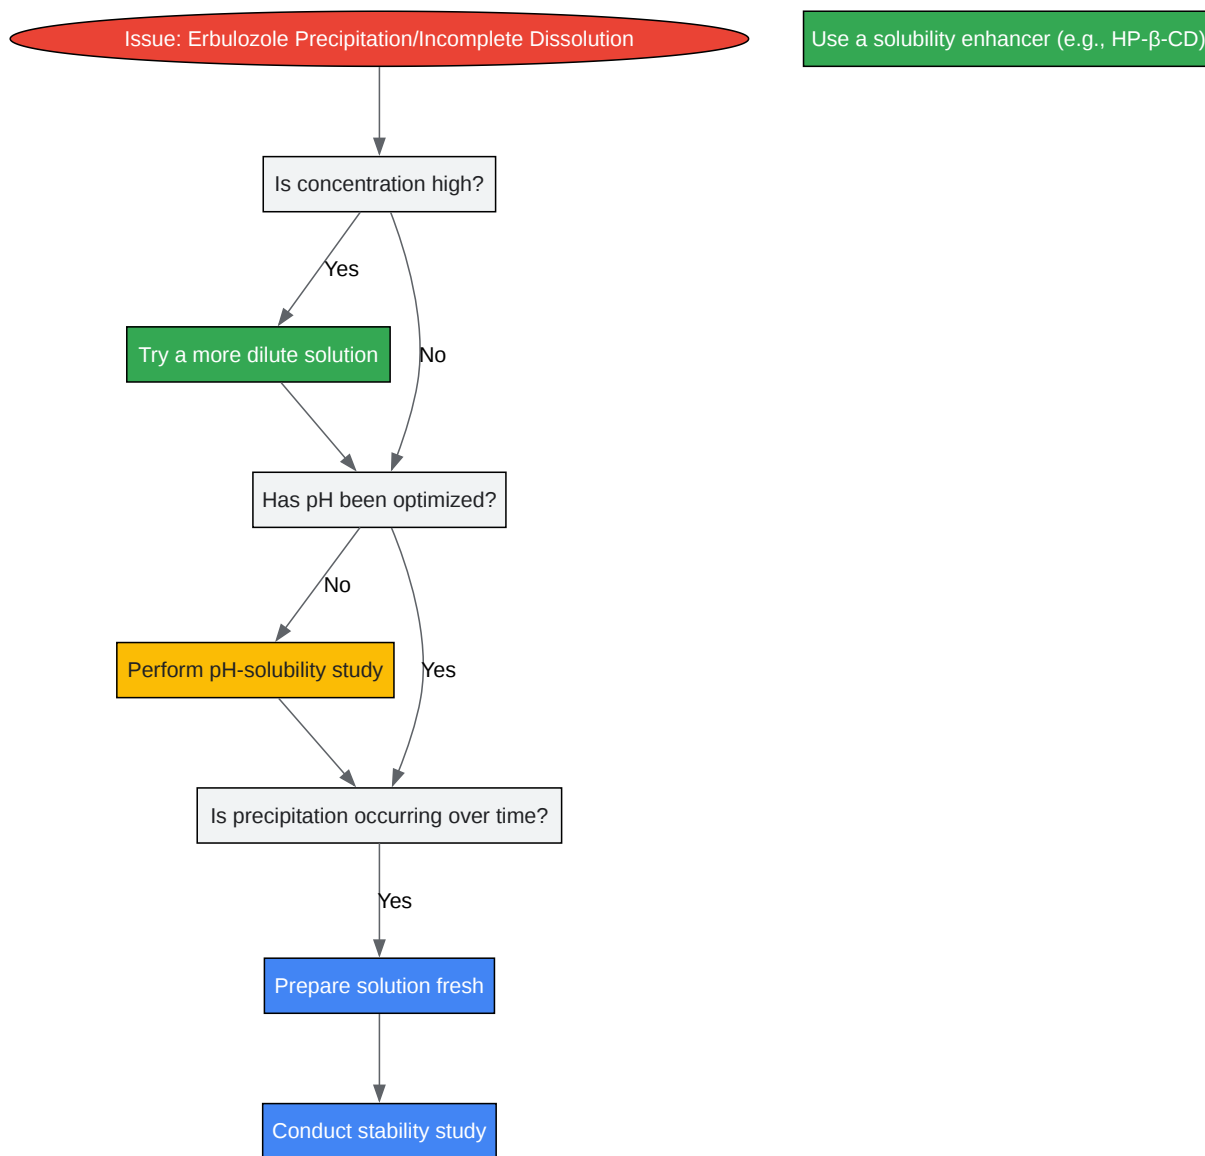 Issue: Erbulozole Precipitation/Incomplete Dissolution
Use a solubility enhancer (e.g., HP-β-CD)
Is concentration high?
Yes
Try a more dilute solution
No
Has pH been optimized?
No
Perform pH-solubility study
Yes
Is precipitation occurring over time?
Yes
Prepare solution fresh
Conduct stability study